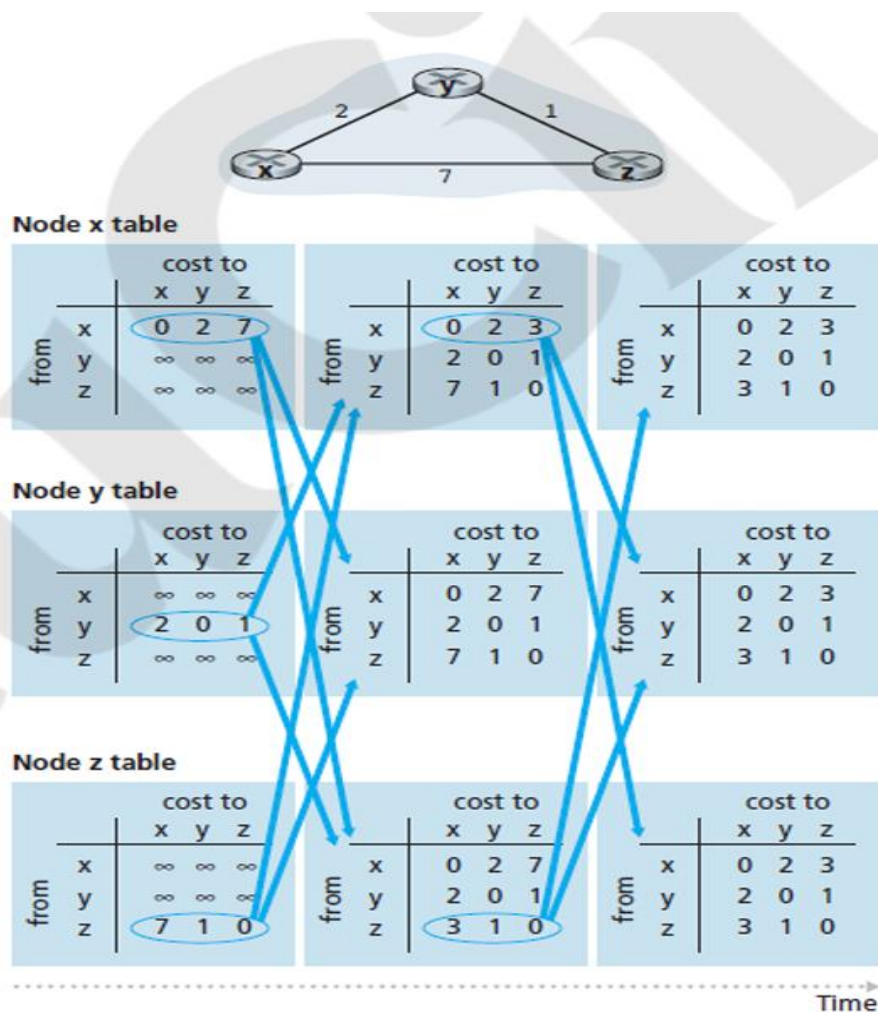 y
2 1
x z
7
Node x table
cost to cost to cost to
x y z x y z x y z
from x 0 2 7 from x 0 2 3 from x 0 2 3
y ∞ ∞ ∞ y 2 0 1 y 2 0 1
z ∞ ∞ ∞ z 7 1 0 z 3 1 0
Node y table
cost to cost to cost to
x y z x y z x y z
from x ∞ ∞ ∞ from x 0 2 7 from x 0 2 3
y 2 0 1 y 2 0 1 y 2 0 1
z ∞ ∞ ∞ z 7 1 0 z 3 1 0
Node z table
cost to cost to cost to
x y z x y z x y z
from x ∞ ∞ ∞ from x 0 2 7 from x 0 2 3
y ∞ ∞ ∞ y 2 0 1 y 2 0 1
z 7 1 0 z 3 1 0 z 3 1 0
Time